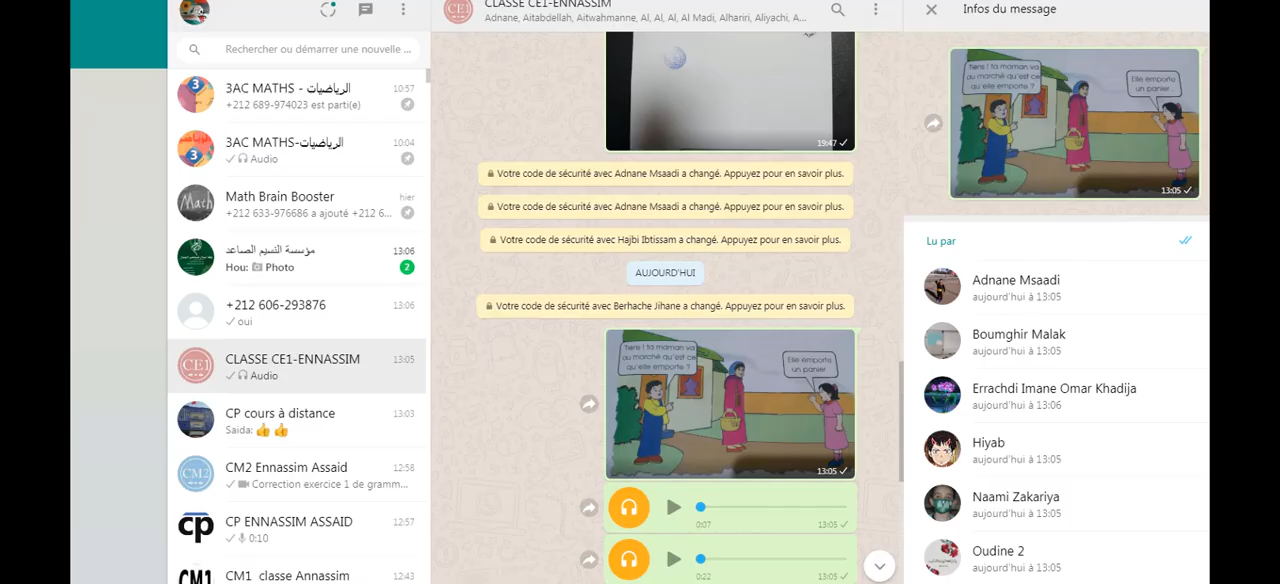 Rechercher ou démarrer une nouvelle ...
3AC MATHS - الرياضيات
10:57
+212 689-974023 est parti(e)
3AC MATHS-الرياضيات
10:04
Audio
Math Brain Booster
hier
+212 633-976686 a ajouté +212 6...
مؤسسة النسيم الصاعد
13:06
Hou: Photo
2
+212 606-293876
13:06
oui
CE1
CLASSE CE1-ENNASSIM
13:05
Audio
CP cours à distance
13:03
Saida:
CM2
CM2 Ennassim Assaid
12:58
Correction exercice 1 de gramm...
cp
CP ENNASSIM ASSAID
12:57
0:10
CM1
CM1 classe Annassim
12:43
CE1
CLASSE CE1-ENNASSIM
Adnane, Aitabdellah, Aitwahmanne, Al, Al, Al, Al Madi, Alhariri, Aliyachi, A...
19:47
Votre code de sécurité avec Adnane Msaadi a changé. Appuyez pour en savoir plus.
Votre code de sécurité avec Adnane Msaadi a changé. Appuyez pour en savoir plus.
Votre code de sécurité avec Hajbi Ibtissam a changé. Appuyez pour en savoir plus.
AUJOURD'HUI
Votre code de sécurité avec Berhache Jihane a changé. Appuyez pour en savoir plus.
Tiens ! ta maman va
au marché qu'est ce
qu'elle emporte ?
Elle emporte
un panier
13:05
0:07
13:05
0:22
13:05
Infos du message
Tiens ! ta maman va
au marché qu'est ce
qu'elle emporte ?
Elle emporte
un panier
13:05
Lu par
Adnane Msaadi
aujourd'hui à 13:05
Boumghir Malak
aujourd'hui à 13:05
Errachdi Imane Omar Khadija
aujourd'hui à 13:06
Hiyab
aujourd'hui à 13:05
Naami Zakariya
aujourd'hui à 13:05
Oudine 2
aujourd'hui à 13:05